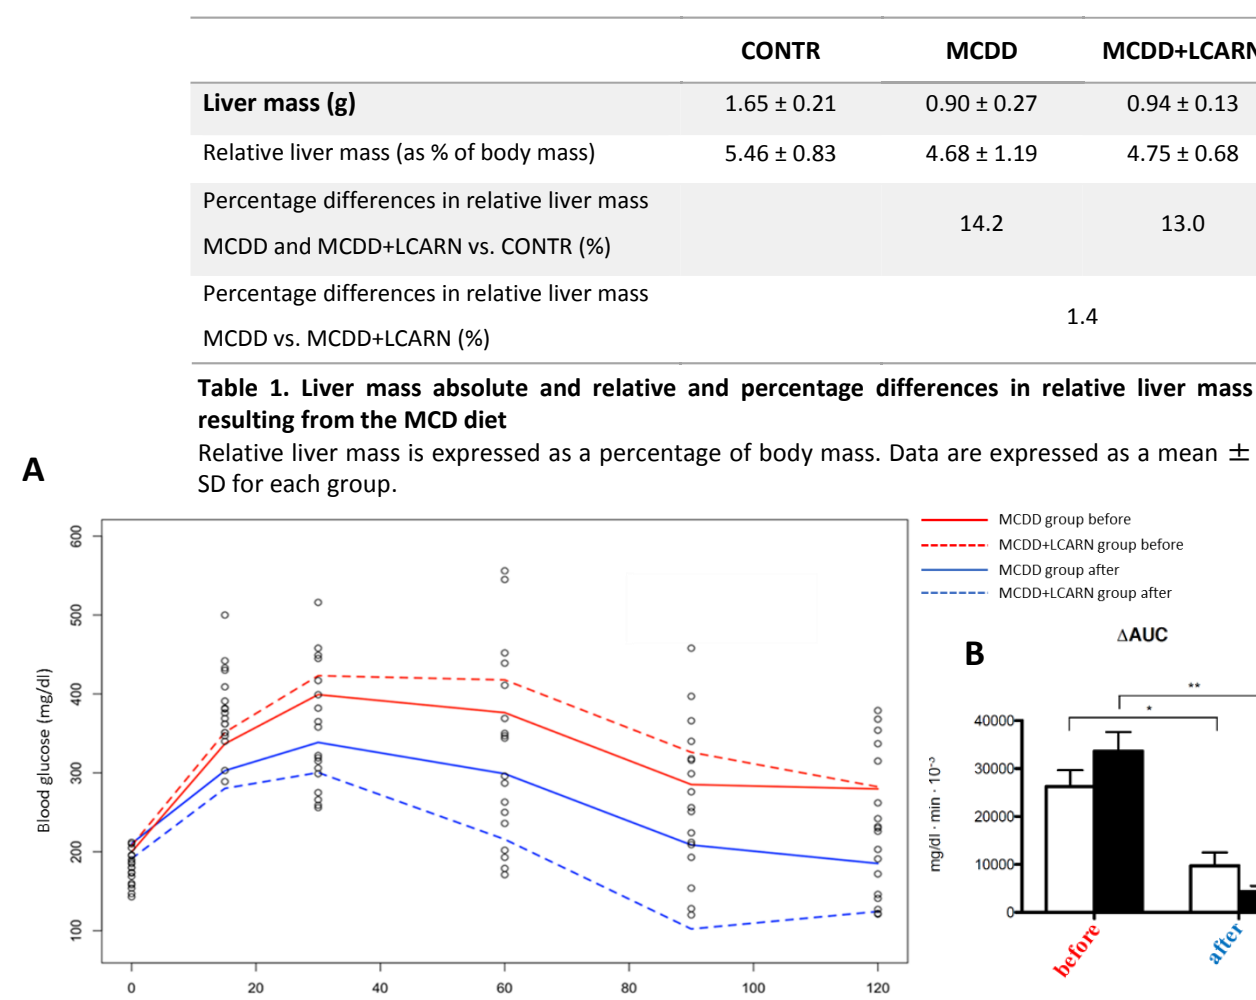 CONTR MCDD MCDD+LCARN
Liver mass (g) 1.65 ± 0.21 0.90 ± 0.27 0.94 ± 0.13
Relative liver mass (as % of body mass) 5.46 ± 0.83 4.68 ± 1.19 4.75 ± 0.68
Percentage differences in relative liver mass
MCDD and MCDD+LCARN vs. CONTR (%) 14.2 13.0
Percentage differences in relative liver mass
MCDD vs. MCDD+LCARN (%) 1.4
Table 1. Liver mass absolute and relative and percentage differences in relative liver mass
resulting from the MCD diet
Relative liver mass is expressed as a percentage of body mass. Data are expressed as a mean ±
SD for each group.
A
Blood glucose (mg/dl)
600
500
400
300
200
100
0 20 40 60 80 100 120
MCDD group before
MCDD+LCARN group before
MCDD group after
MCDD+LCARN group after
B
ΔAUC
** 
*
mg/dl · min · 10⁻³
40000
30000
20000
10000
0
before
after